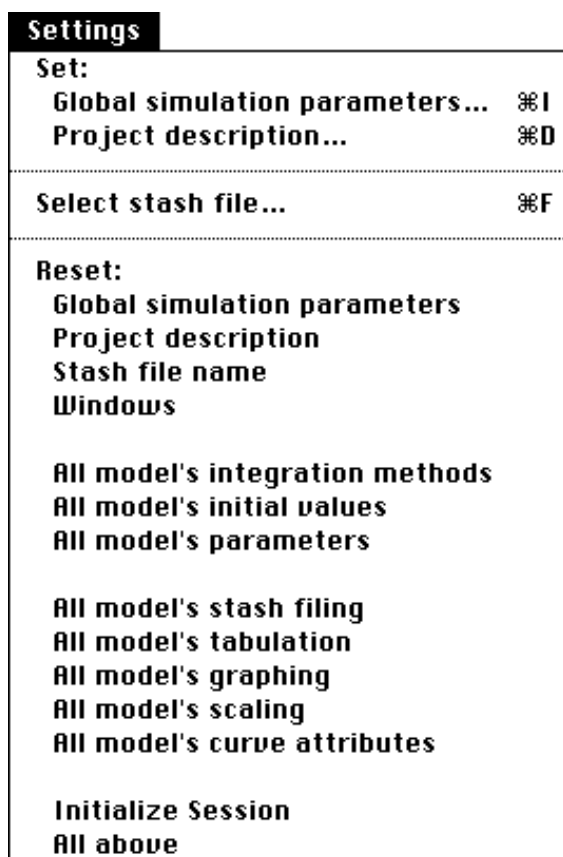 Settings
Set:
Global simulation parameters... ⌘I
Project description... ⌘D
Select stash file... ⌘F
Reset:
Global simulation parameters
Project description
Stash file name
Windows
All model's integration methods
All model's initial values
All model's parameters
All model's stash filing
All model's tabulation
All model's graphing
All model's scaling
All model's curve attributes
Initialize Session
All above